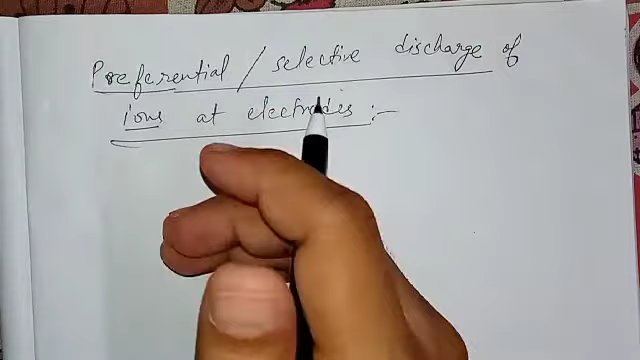 Preferential / selective discharge of
ions at electrodes :-